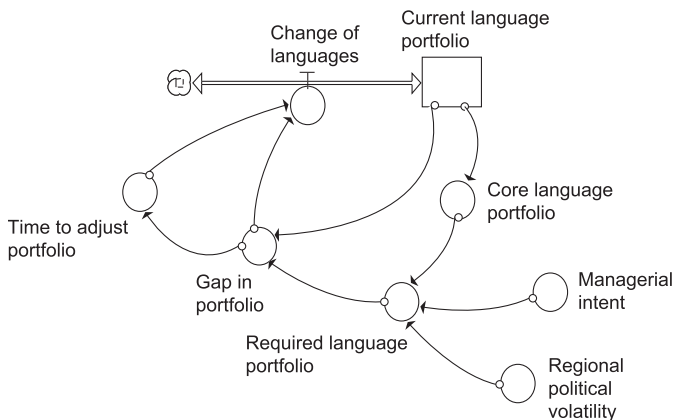 Current language
portfolio
Change of
languages
Core language
portfolio
Time to adjust
portfolio
Gap in
portfolio
Managerial
intent
Required language
portfolio
Regional
political
volatility